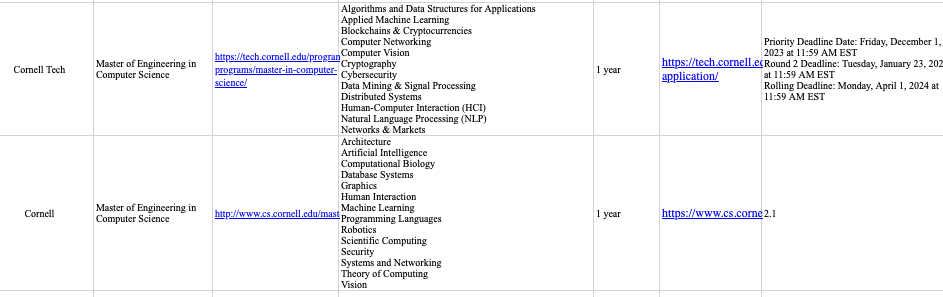 Cornell Tech
Master of Engineering in
Computer Science
https://tech.cornell.edu/program
programs/master-in-computer-
science/
Algorithms and Data Structures for Applications
Applied Machine Learning
Blockchains & Cryptocurrencies
Computer Networking
Computer Vision
Cryptography
Cybersecurity
Data Mining & Signal Processing
Distributed Systems
Human-Computer Interaction (HCI)
Natural Language Processing (NLP)
Networks & Markets
1 year
https://tech.cornell.ed
application/
Priority Deadline Date: Friday, December 1,
2023 at 11:59 AM EST
Round 2 Deadline: Tuesday, January 23, 202
at 11:59 AM EST
Rolling Deadline: Monday, April 1, 2024 at
11:59 AM EST
Cornell
Master of Engineering in
Computer Science
http://www.cs.cornell.edu/mast
Architecture
Artificial Intelligence
Computational Biology
Database Systems
Graphics
Human Interaction
Machine Learning
Programming Languages
Robotics
Scientific Computing
Security
Systems and Networking
Theory of Computing
Vision
1 year
https://www.cs.corne
2.1